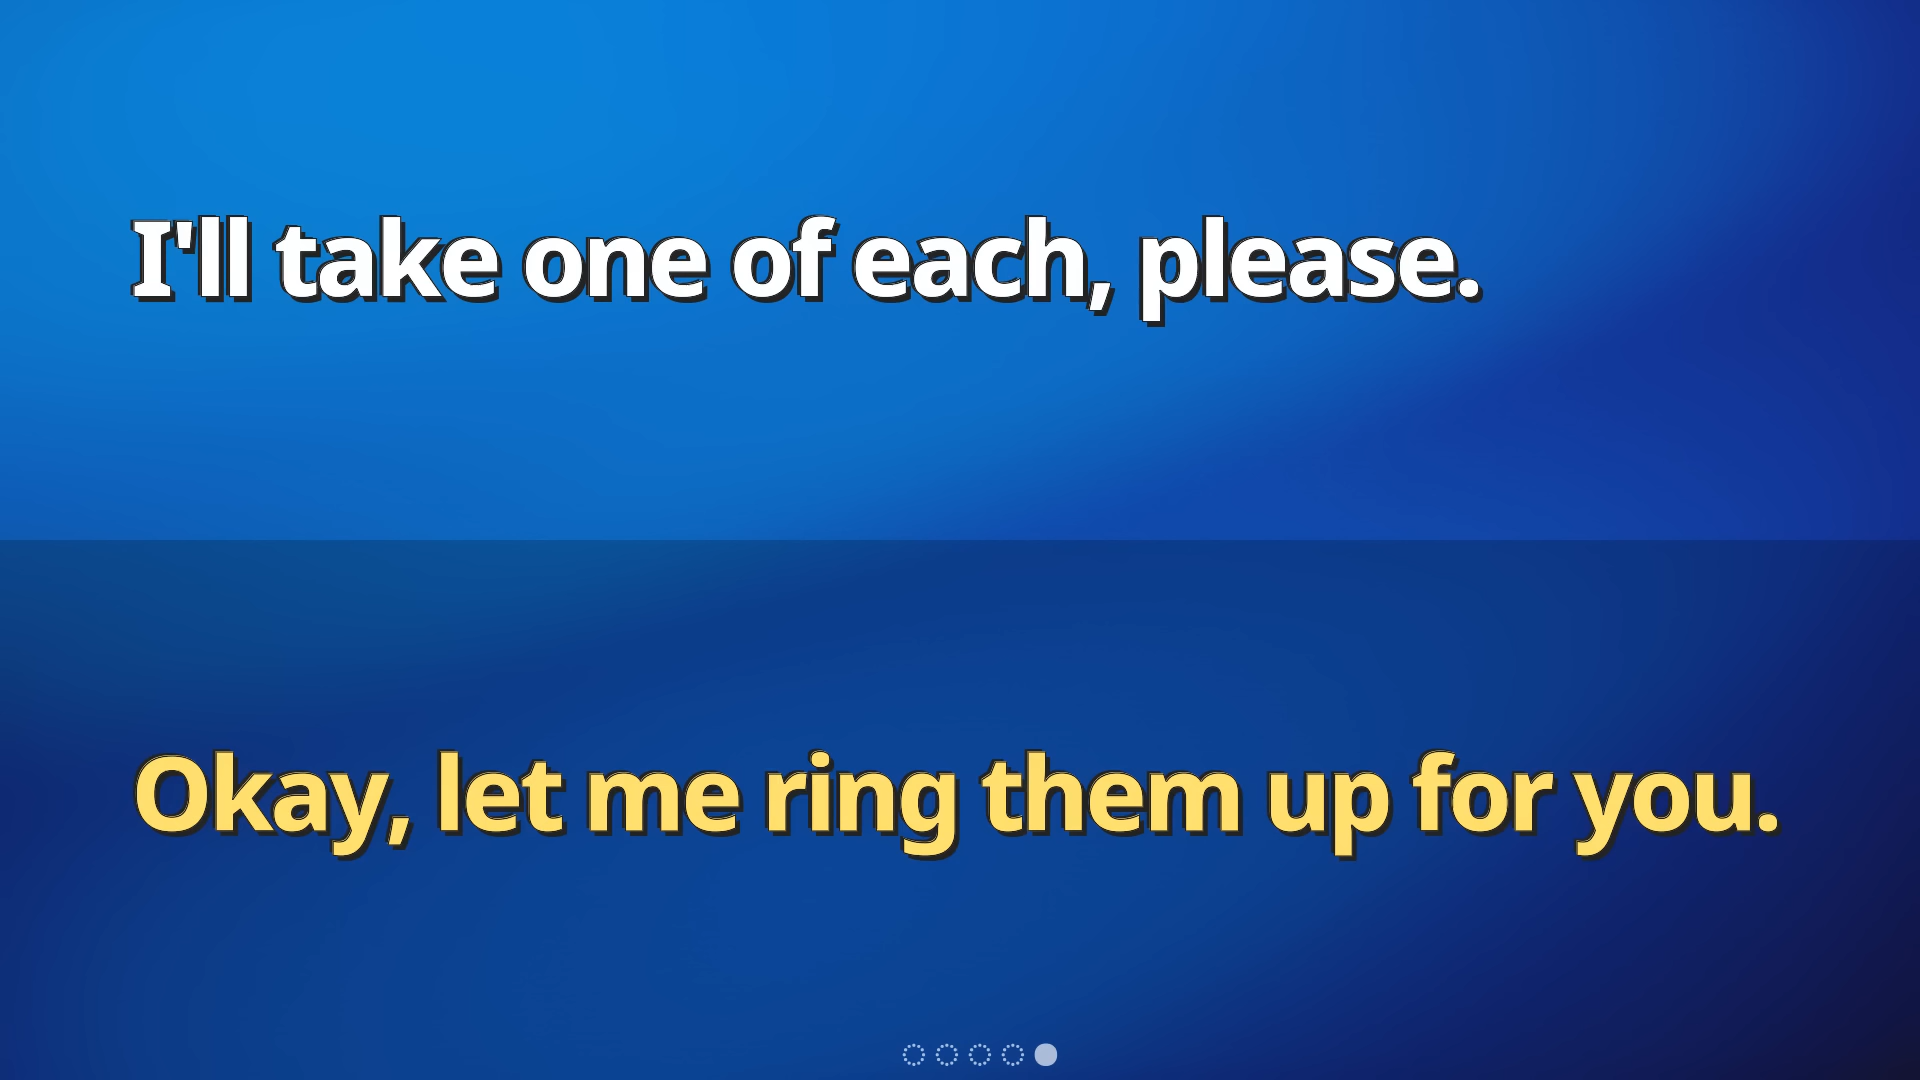 I'll take one of each, please.
Okay, let me ring them up for you.